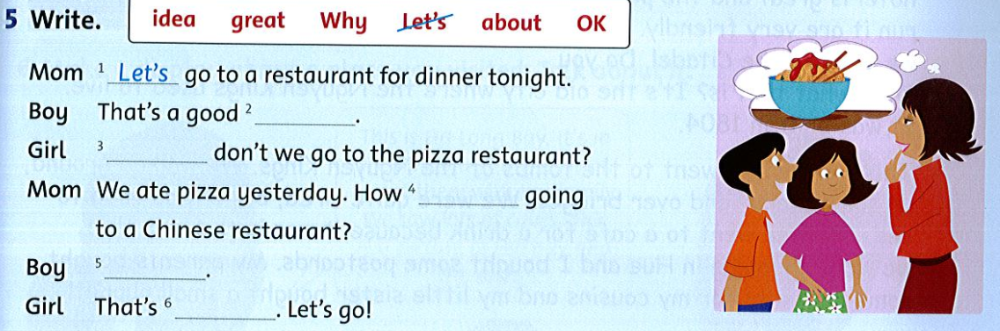 5 Write.
idea great Why Let's about OK
Mom 1 Let's go to a restaurant for dinner tonight.
Boy That's a good 2 ________.
Girl 3 ________ don't we go to the pizza restaurant?
Mom We ate pizza yesterday. How 4 ________ going
to a Chinese restaurant?
Boy 5 ________.
Girl That's 6 ________. Let's go!